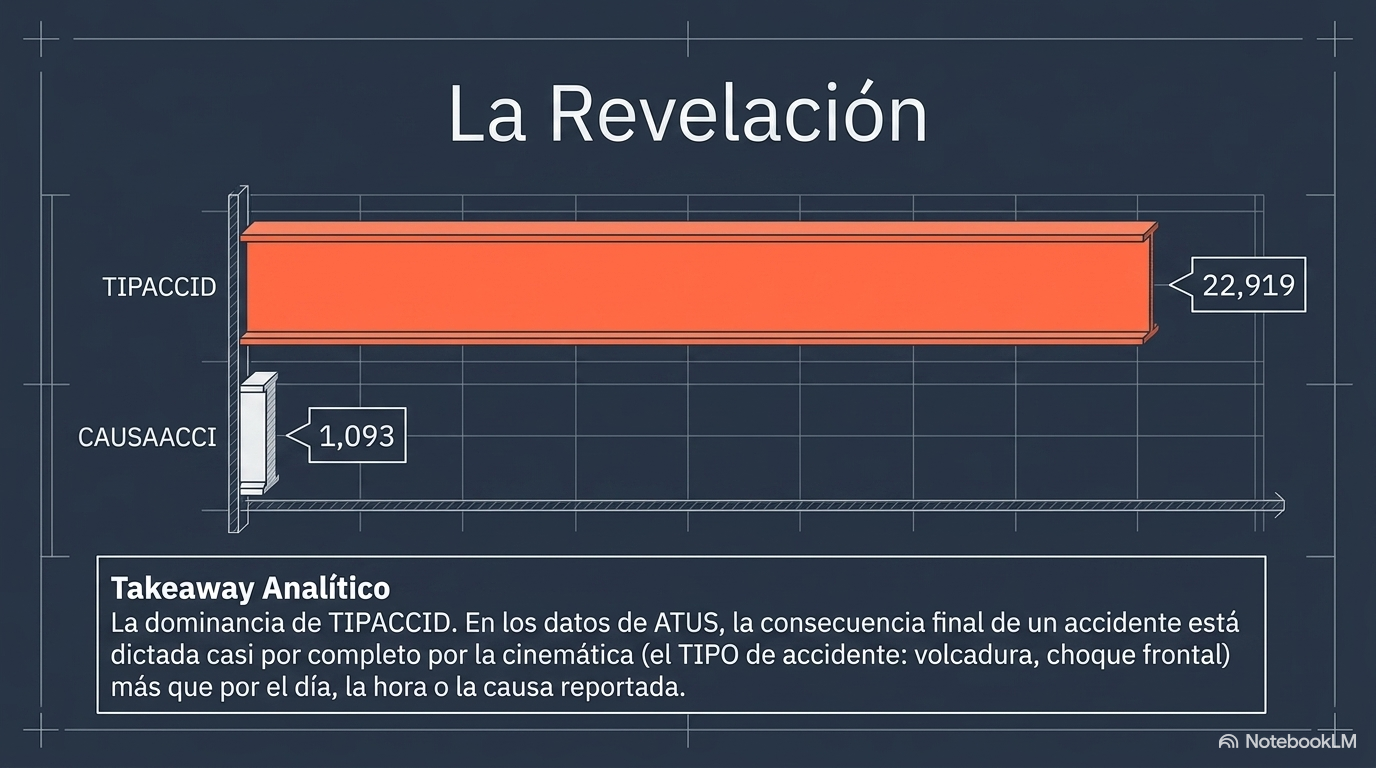 La Revelación
TIPACCID
22,919
CAUSAACCI
1,093
Takeaway Analítico
La dominancia de TIPACCID. En los datos de ATUS, la consecuencia final de un accidente está
dictada casi por completo por la cinemática (el TIPO de accidente: volcadura, choque frontal)
más que por el día, la hora o la causa reportada.
NotebookLM